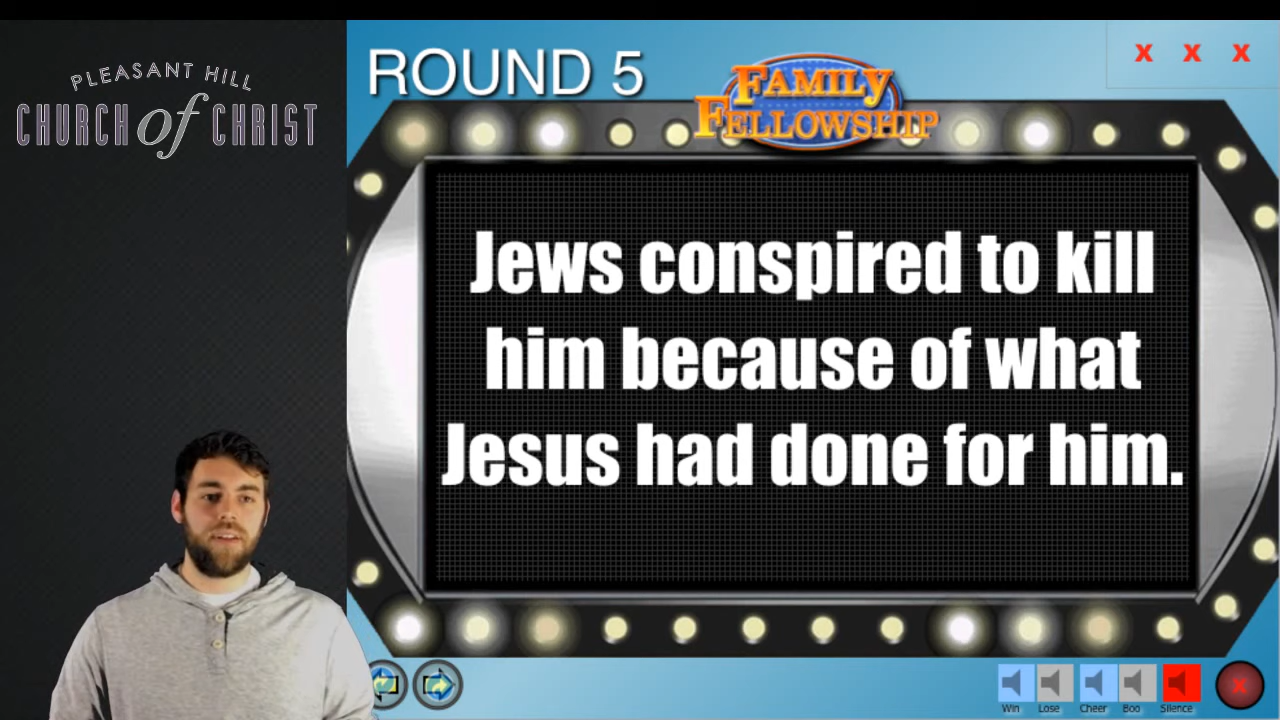 PLEASANT HILL
CHURCH of CHRIST
ROUND 5
X X X
FAMILY
FELLOWSHIP
Jews conspired to kill
him because of what
Jesus had done for him.
Win Lose Cheer Boo Silence
X